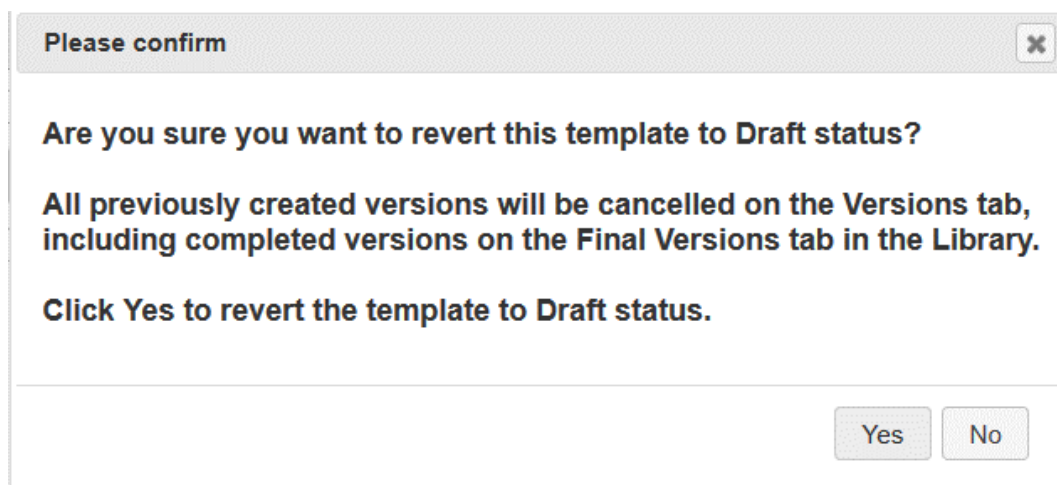 Please confirm
Are you sure you want to revert this template to Draft status?
All previously created versions will be cancelled on the Versions tab,
including completed versions on the Final Versions tab in the Library.
Click Yes to revert the template to Draft status.
Yes
No